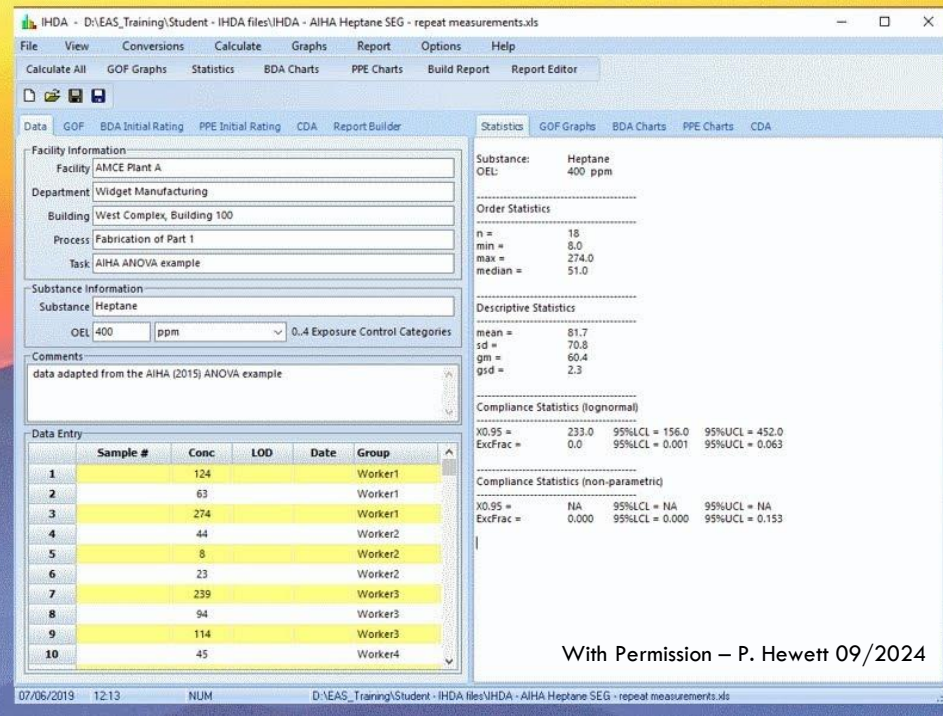 IHDA - D:\EAS_Training\Student - IHDA files\IHDA - AIHA Heptane SEG - repeat measurements.xls
File View Conversions Calculate Graphs Report Options Help
Calculate All GOF Graphs Statistics BDA Charts PPE Charts Build Report Report Editor
Data GOF BDA Initial Rating PPE Initial Rating CDA Report Builder
Facility Information
Facility AMCE Plant A
Department Widget Manufacturing
Building West Complex, Building 100
Process Fabrication of Part 1
Task AIHA ANOVA example
Substance Information
Substance Heptane
OEL 400 ppm 0..4 Exposure Control Categories
Comments
data adapted from the AIHA (2015) ANOVA example
Data Entry
Sample # Conc LOD Date Group
1 124 Worker1
2 63 Worker1
3 274 Worker1
4 44 Worker2
5 8 Worker2
6 23 Worker2
7 239 Worker3
8 94 Worker3
9 114 Worker3
10 45 Worker4
Statistics GOF Graphs BDA Charts PPE Charts CDA
Substance: Heptane
OEL: 400 ppm
Order Statistics
n = 18
min = 8.0
max = 274.0
median = 51.0
Descriptive Statistics
mean = 81.7
sd = 70.8
gm = 60.4
gsd = 2.3
Compliance Statistics (lognormal)
X0.95 = 233.0 95%LCL = 156.0 95%UCL = 452.0
ExcFrac = 0.0 95%LCL = 0.001 95%UCL = 0.063
Compliance Statistics (non-parametric)
X0.95 = NA 95%LCL = NA 95%UCL = NA
ExcFrac = 0.000 95%LCL = 0.000 95%UCL = 0.153
With Permission – P. Hewett 09/2024
07/06/2019 12:13 NUM D:\EAS_Training\Student - IHDA files\IHDA - AIHA Heptane SEG - repeat measurements.xls